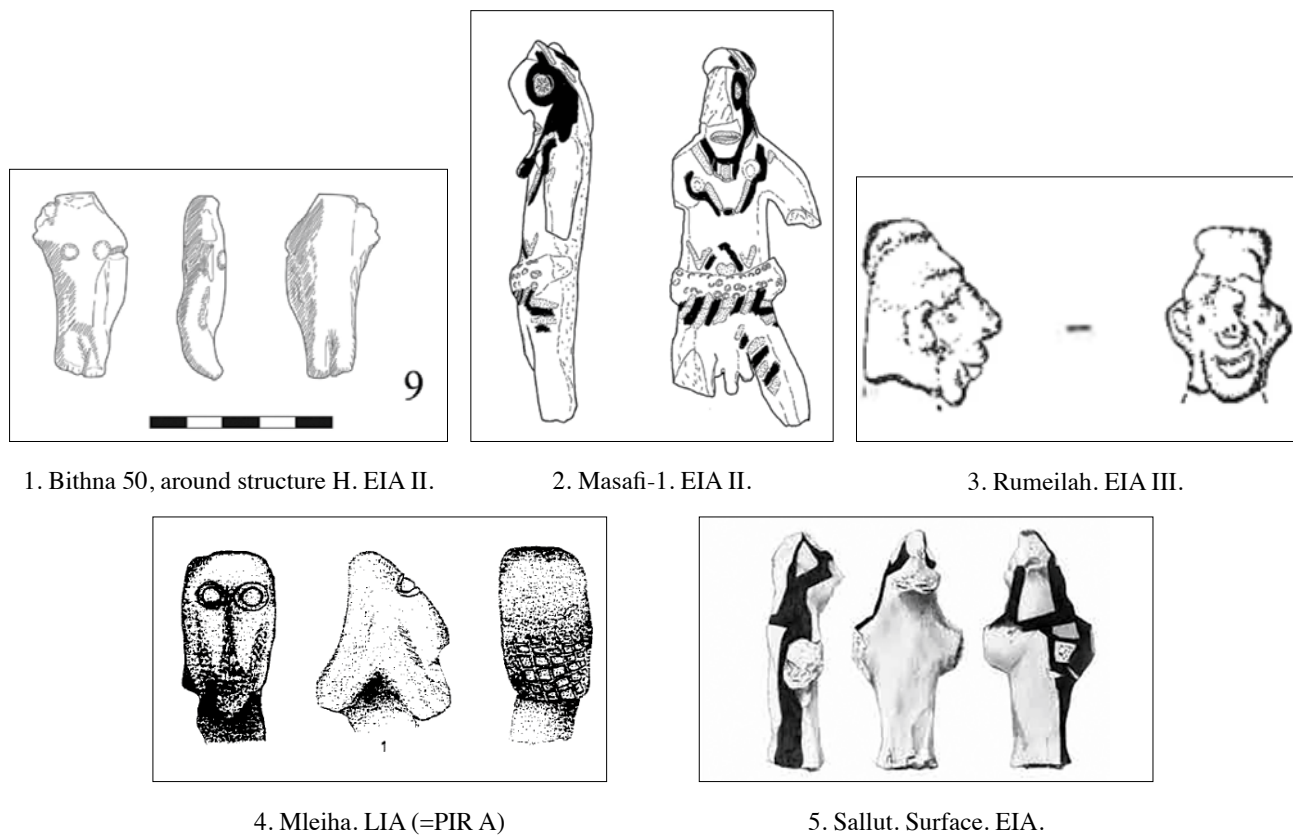 9
1. Bithna 50, around structure H. EIA II.
2. Masafi-1. EIA II.
3. Rumeilah. EIA III.
1
4. Mleiha. LIA (=PIR A)
5. Sallut. Surface. EIA.